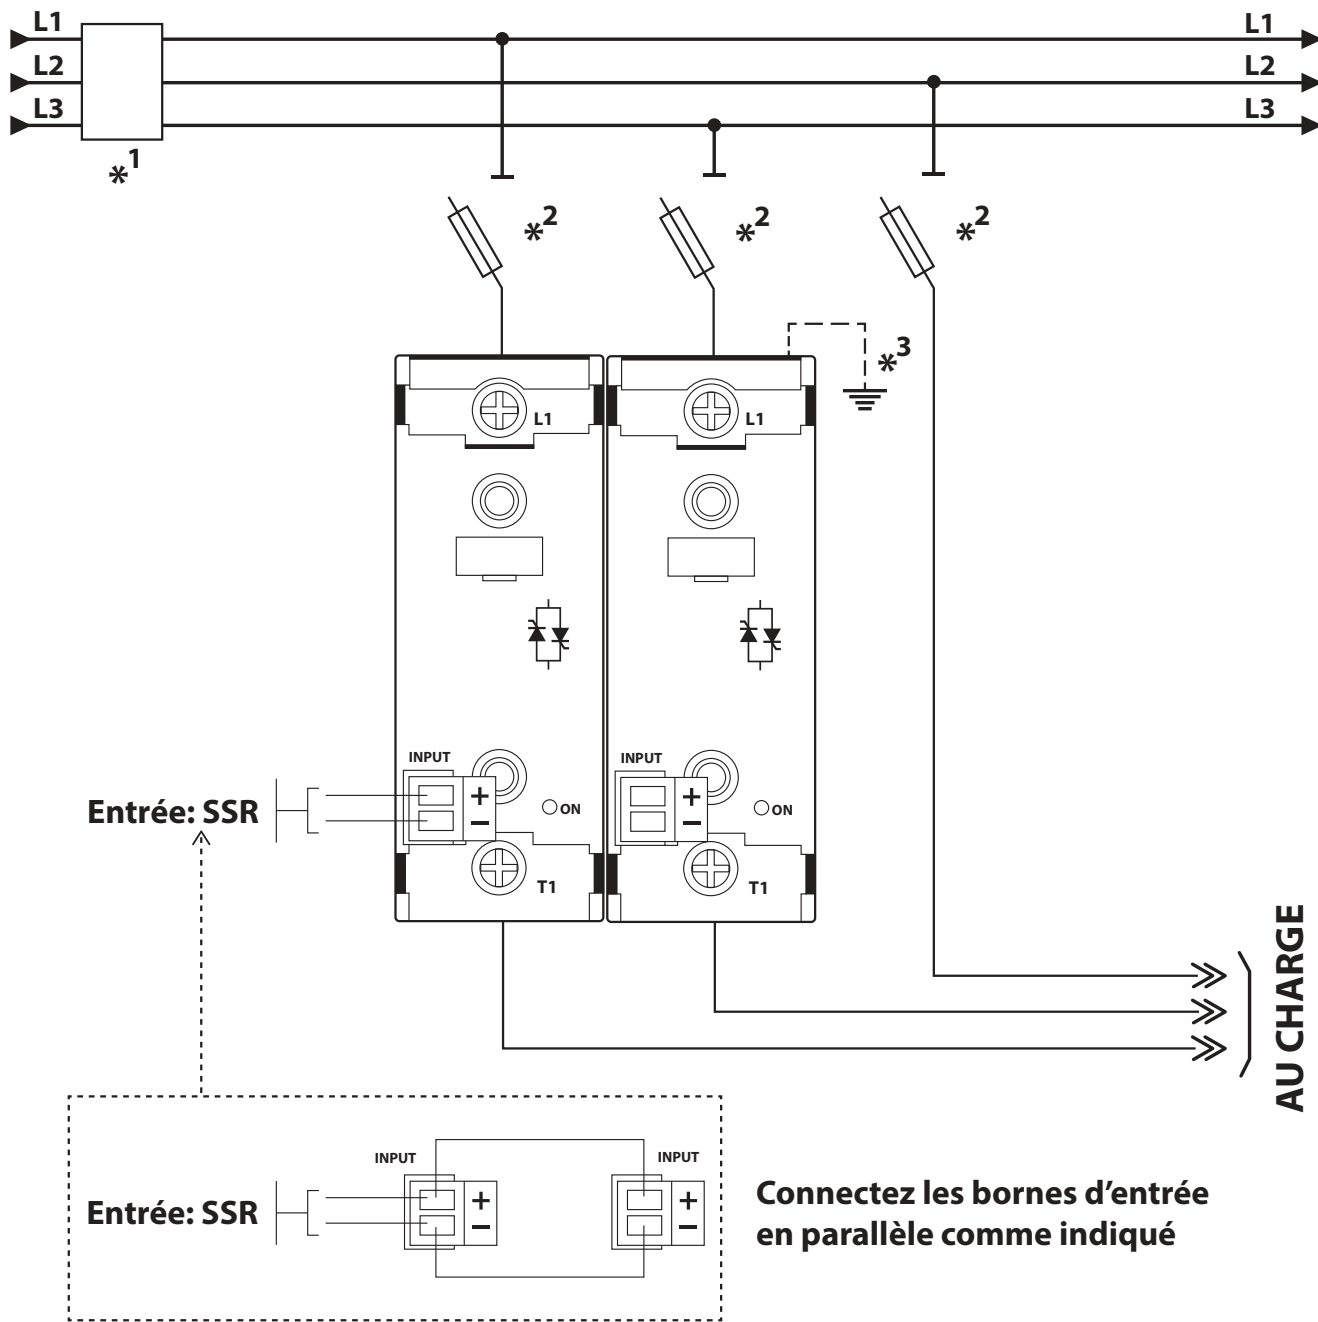 L1 L1
L2 L2
L3 L3
*1
*2 *2 *2
*3
L1 L1
INPUT INPUT
Entrée: SSR + +
ON ON
− −
T1 T1
AU CHARGE
INPUT INPUT
Entrée: SSR + +
− −
Connectez les bornes d’entrée
en parallèle comme indiqué